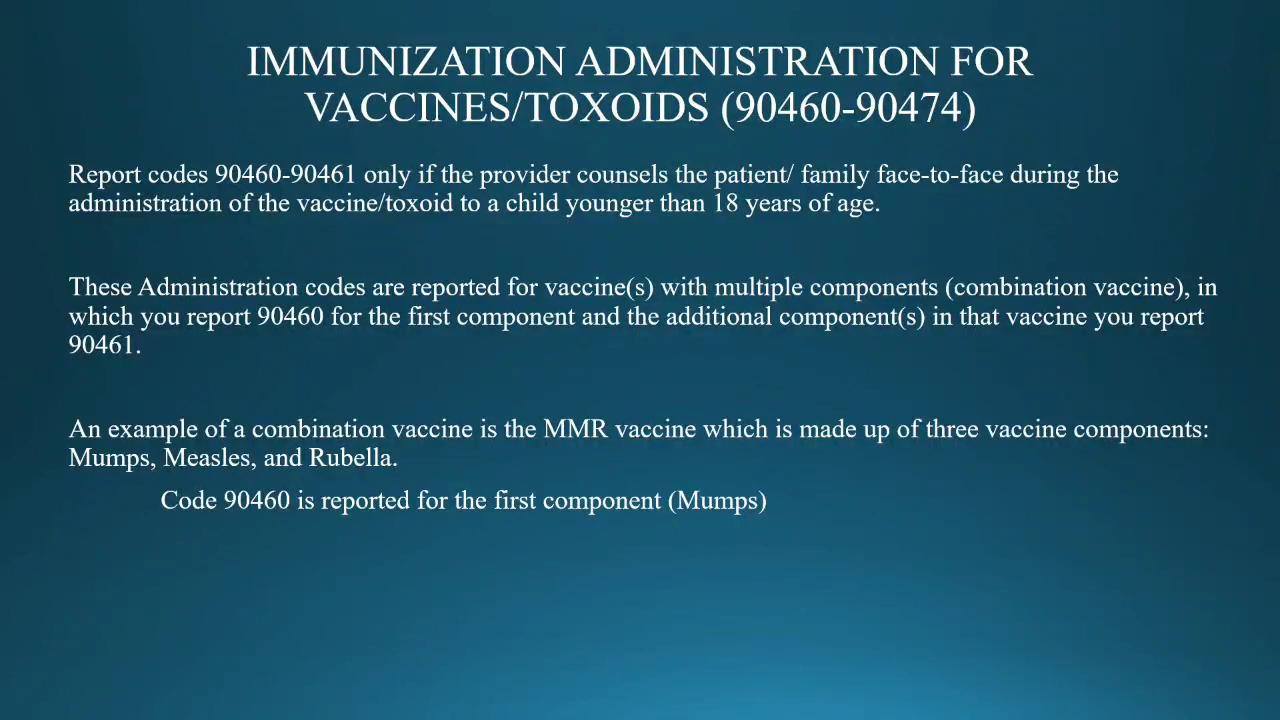 IMMUNIZATION ADMINISTRATION FOR
VACCINES/TOXOIDS (90460-90474)
Report codes 90460-90461 only if the provider counsels the patient/ family face-to-face during the
administration of the vaccine/toxoid to a child younger than 18 years of age.
These Administration codes are reported for vaccine(s) with multiple components (combination vaccine), in
which you report 90460 for the first component and the additional component(s) in that vaccine you report
90461.
An example of a combination vaccine is the MMR vaccine which is made up of three vaccine components:
Mumps, Measles, and Rubella.
Code 90460 is reported for the first component (Mumps)